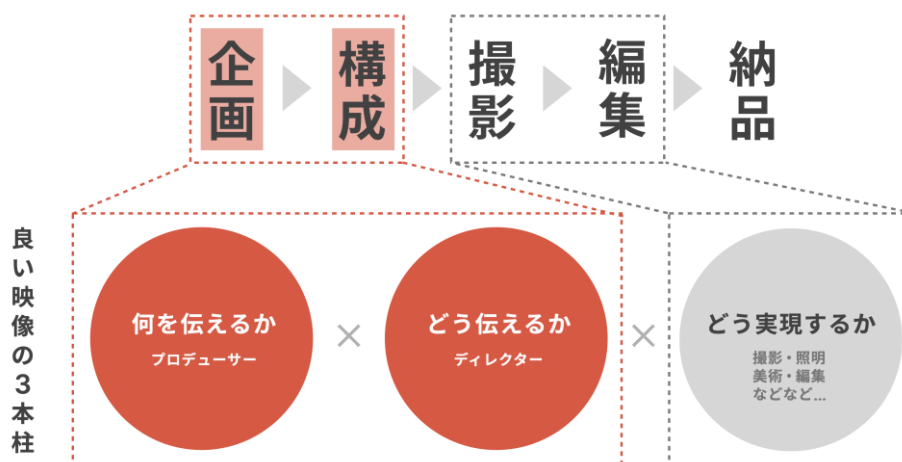 企画
構成
撮影
編集
納品
良い映像の3本柱
何を伝えるか
プロデューサー
×
どう伝えるか
ディレクター
×
どう実現するか
撮影・照明
美術・編集
などなど...